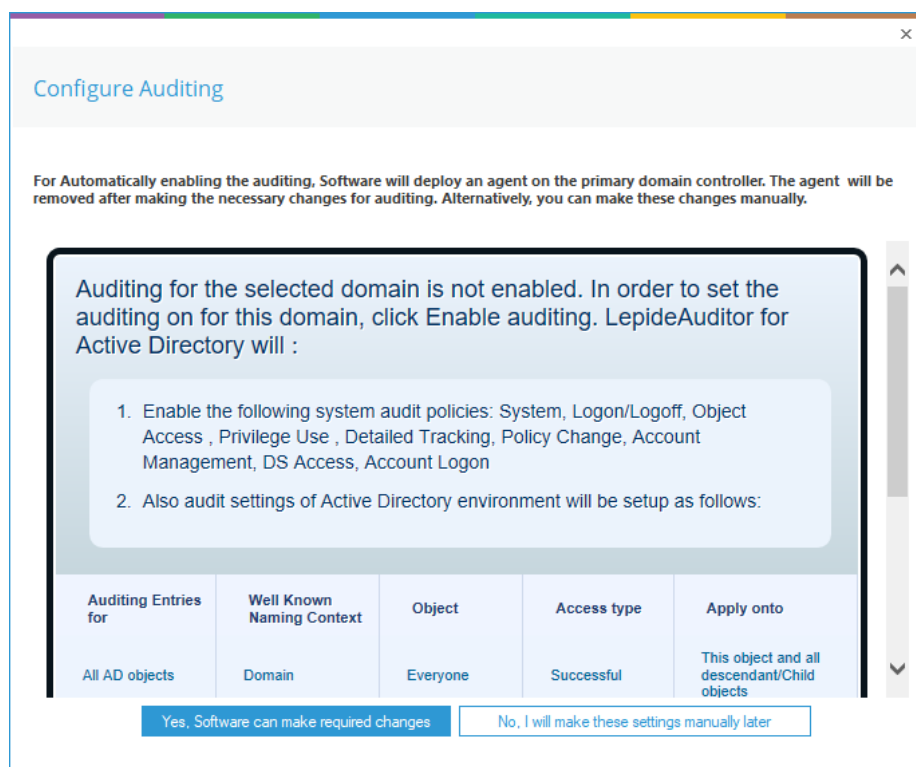 Configure Auditing
For Automatically enabling the auditing, Software will deploy an agent on the primary domain controller. The agent will be
removed after making the necessary changes for auditing. Alternatively, you can make these changes manually.
Auditing for the selected domain is not enabled. In order to set the
auditing on for this domain, click Enable auditing. LepideAuditor for
Active Directory will :
1. Enable the following system audit policies: System, Logon/Logoff, Object
Access , Privilege Use , Detailed Tracking, Policy Change, Account
Management, DS Access, Account Logon
2. Also audit settings of Active Directory environment will be setup as follows:
Auditing Entries for Well Known Naming Context Object Access type Apply onto
All AD objects Domain Everyone Successful This object and all descendant/Child objects
Yes, Software can make required changes No, I will make these settings manually later